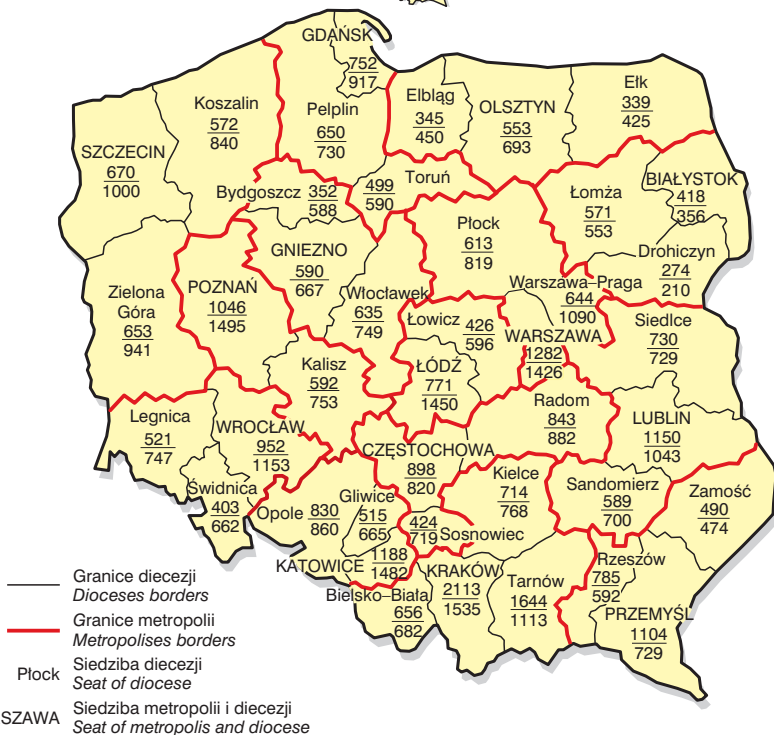 GDAŃSK
752
917
Koszalin
572
840
Pelplin
650
730
Elbląg
345
450
OLSZTYN
553
693
Ełk
339
425
SZCZECIN
670
1000
Bydgoszcz 352
588
499
590
Toruń
Łomża
571
553
BIAŁYSTOK
418
356
Płock
613
819
GNIEZNO
590
667
Drohiczyn
274
210
Zielona
Góra
653
941
POZNAŃ
1046
1495
Włocławek
635
749
Warszawa–Praga
644
1090
Łowicz 426
596
WARSZAWA
1282
1426
Siedlce
730
729
Kalisz
592
753
ŁÓDŹ
771
1450
Legnica
521
747
WROCŁAW
952
1153
Radom
843
882
LUBLIN
1150
1043
CZĘSTOCHOWA
898
820
Świdnica
403
662
Opole 830
860
Gliwice
515
665
Kielce
714
768
Sandomierz
589
700
Zamość
490
474
424
719 Sosnowiec
KATOWICE 1188
1482
KRAKÓW
2113
1535
Tarnów
1644
1113
Rzeszów
785
592
Bielsko–Biała
656
682
PRZEMYŚL
1104
729
Granice diecezji
Dioceses borders
Granice metropolii
Metropolises borders
Płock Siedziba diecezji
Seat of diocese
SZAWA Siedziba metropolii i diecezji
Seat of metropolis and diocese